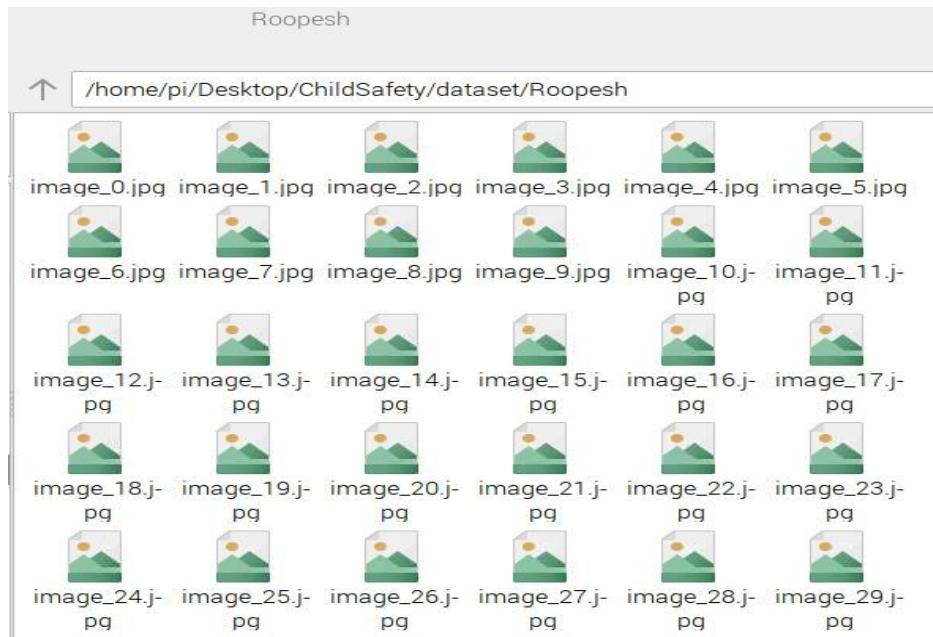 Roopesh
/home/pi/Desktop/ChildSafety/dataset/Roopesh
image_0.jpg image_1.jpg image_2.jpg image_3.jpg image_4.jpg image_5.jpg
image_6.jpg image_7.jpg image_8.jpg image_9.jpg image_10.j- image_11.j-
pg pg
image_12.j- image_13.j- image_14.j- image_15.j- image_16.j- image_17.j-
pg pg pg pg pg pg
image_18.j- image_19.j- image_20.j- image_21.j- image_22.j- image_23.j-
pg pg pg pg pg pg
image_24.j- image_25.j- image_26.j- image_27.j- image_28.j- image_29.j-
pg pg pg pg pg pg